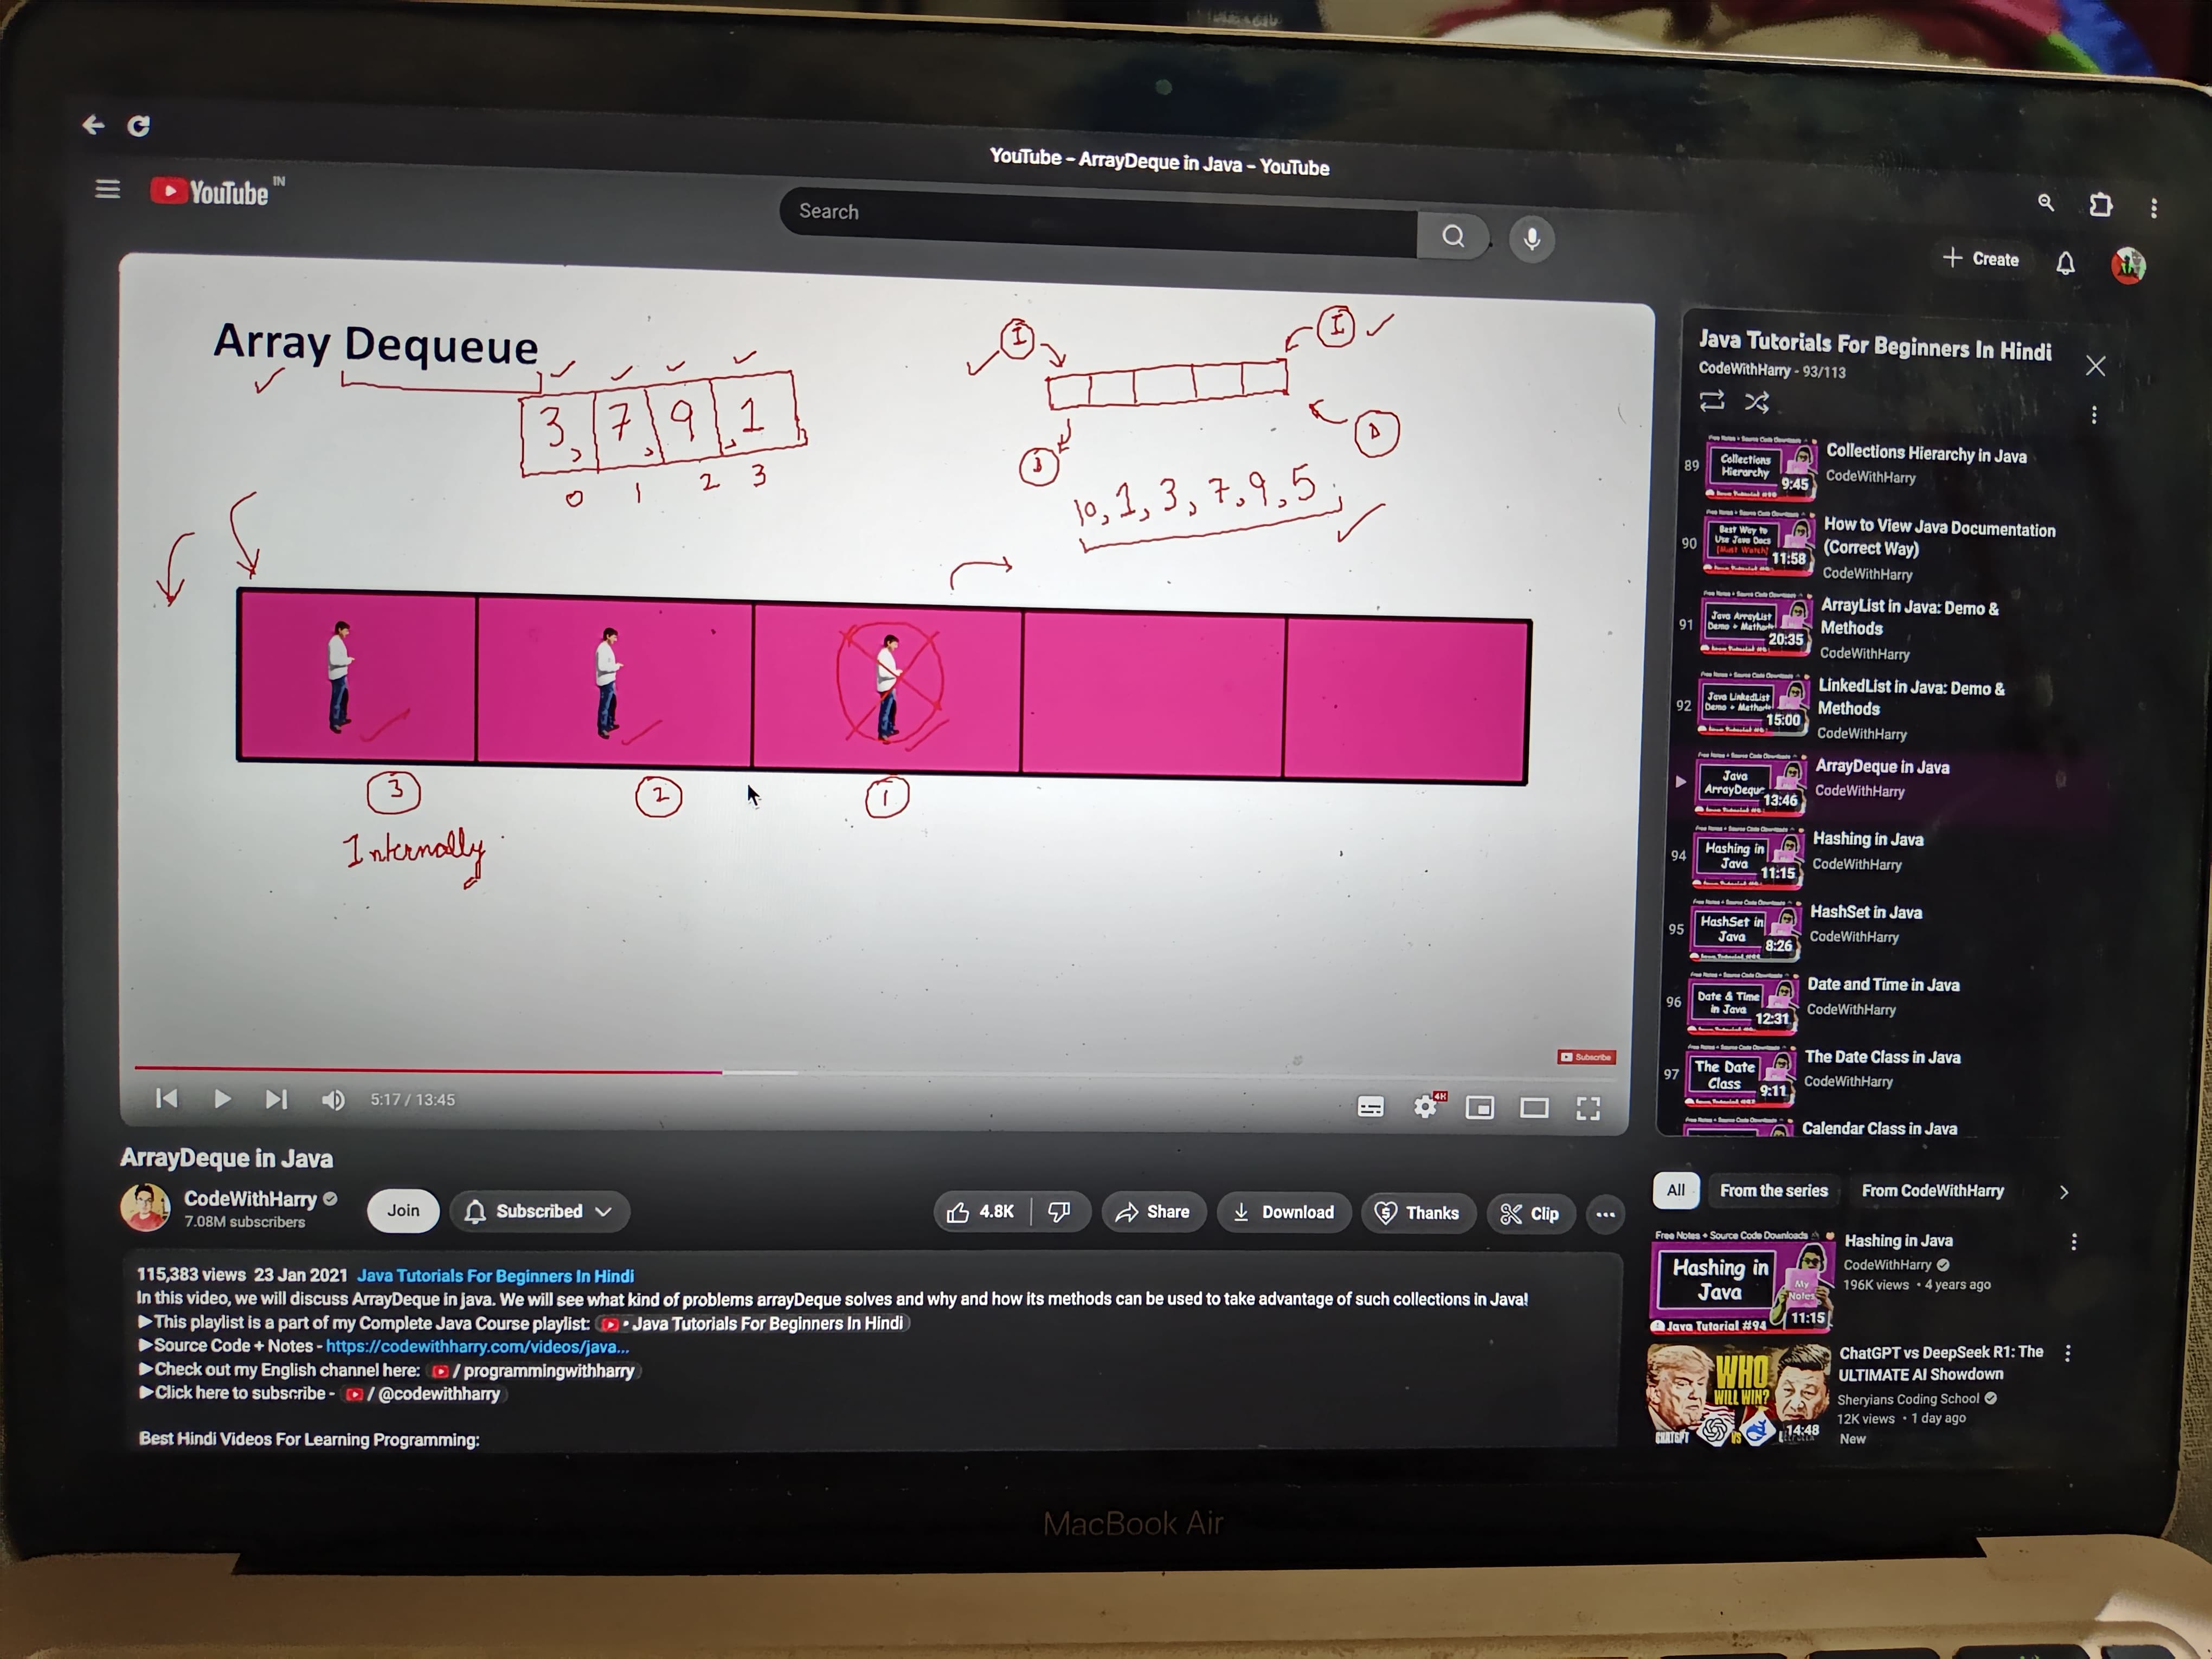 YouTube – ArrayDeque in Java – YouTube
YouTube IN
Search
Create
Array Dequeue
I
I
3, 7, 9, 1
0 1 2 3
D
10, 1, 3, 7, 9, 5,
3 2 1
Internally
Subscribe
5:17 / 13:45
4K
ArrayDeque in Java
CodeWithHarry
7.08M subscribers
Join
Subscribed
4.8K
Share
Download
Thanks
Clip
115,383 views 23 Jan 2021 Java Tutorials For Beginners In Hindi
In this video, we will discuss ArrayDeque in java. We will see what kind of problems arrayDeque solves and why and how its methods can be used to take advantage of such collections in Java!
►This playlist is a part of my Complete Java Course playlist: • Java Tutorials For Beginners In Hindi
►Source Code + Notes - https://codewithharry.com/videos/java...
►Check out my English channel here: / programmingwithharry
►Click here to subscribe - / @codewithharry
Best Hindi Videos For Learning Programming:
Java Tutorials For Beginners In Hindi
CodeWithHarry - 93/113
89
Collections
Hierarchy
9:45
Collections Hierarchy in Java
CodeWithHarry
90
Best Way to
Use Java Docs
[Must Watch]
11:58
How to View Java Documentation
(Correct Way)
CodeWithHarry
91
Java ArrayList
20:35
ArrayList in Java: Demo &
Methods
CodeWithHarry
92
Java LinkedList
15:00
LinkedList in Java: Demo &
Methods
CodeWithHarry
Java
ArrayDeque
13:46
ArrayDeque in Java
CodeWithHarry
94
Hashing in
Java
11:15
Hashing in Java
CodeWithHarry
95
HashSet in
Java
8:26
HashSet in Java
CodeWithHarry
96
Date & Time
in Java
12:31
Date and Time in Java
CodeWithHarry
97
The Date
Class
9:11
The Date Class in Java
CodeWithHarry
Calendar Class in Java
All
From the series
From CodeWithHarry
Free Notes + Source Code Downloads
Hashing in
Java
My
Notes
Java Tutorial #94
11:15
Hashing in Java
CodeWithHarry
196K views • 4 years ago
WHO
WILL WIN?
CHATGPT
VS
14:48
ChatGPT vs DeepSeek R1: The
ULTIMATE AI Showdown
Sheryians Coding School
12K views • 1 day ago
New
MacBook Air